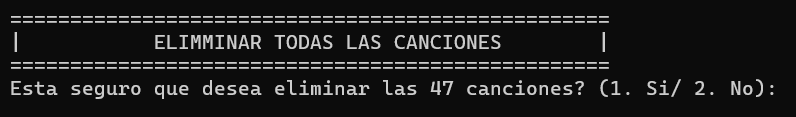 ==================================================
|           ELIMMINAR TODAS LAS CANCIONES        |
==================================================
Esta seguro que desea eliminar las 47 canciones? (1. Si/ 2. No):